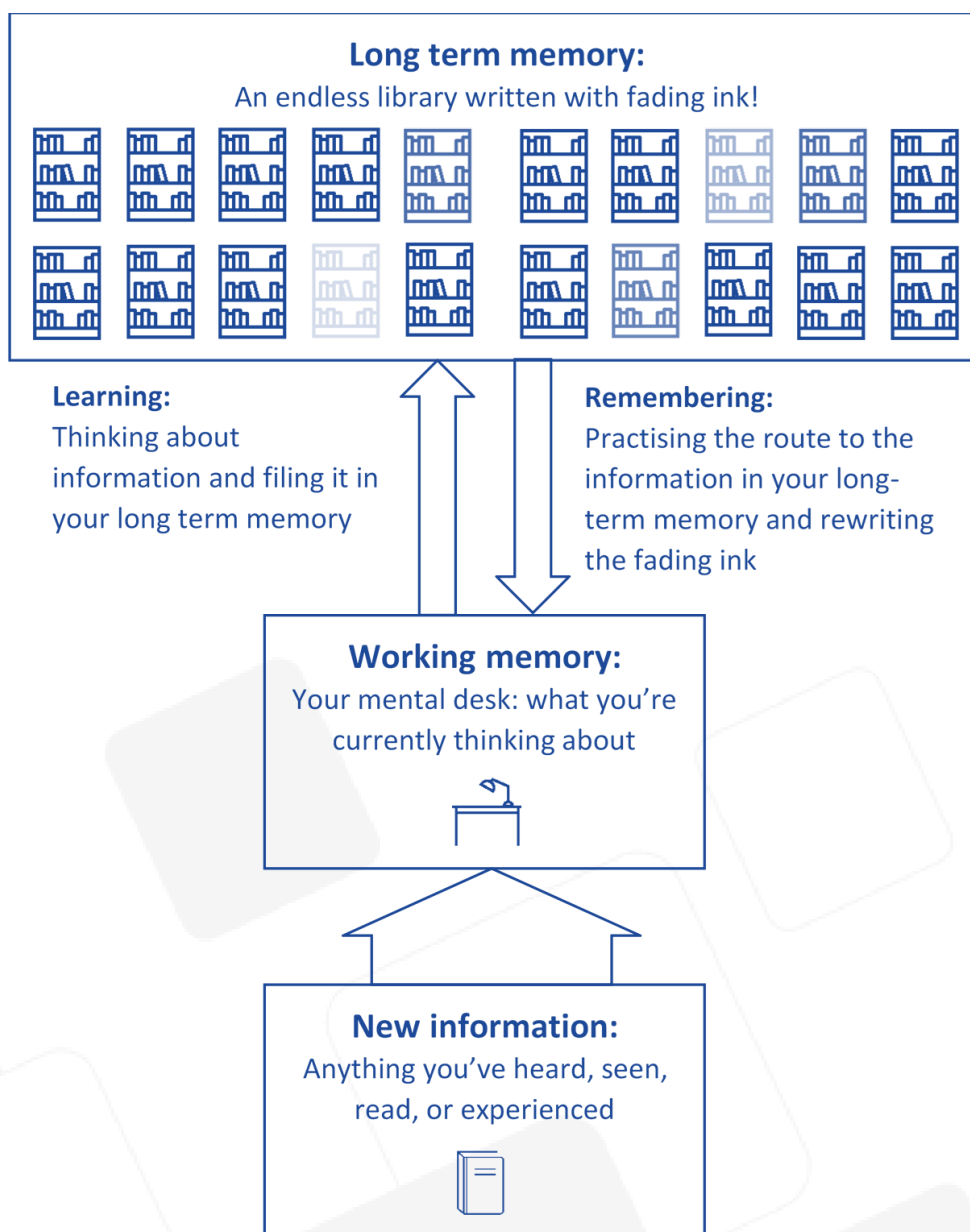 Long term memory:
An endless library written with fading ink!
Learning:
Thinking about
information and filing it in
your long term memory
Remembering:
Practising the route to the
information in your long-
term memory and rewriting
the fading ink
Working memory:
Your mental desk: what you’re
currently thinking about
New information:
Anything you’ve heard, seen,
read, or experienced